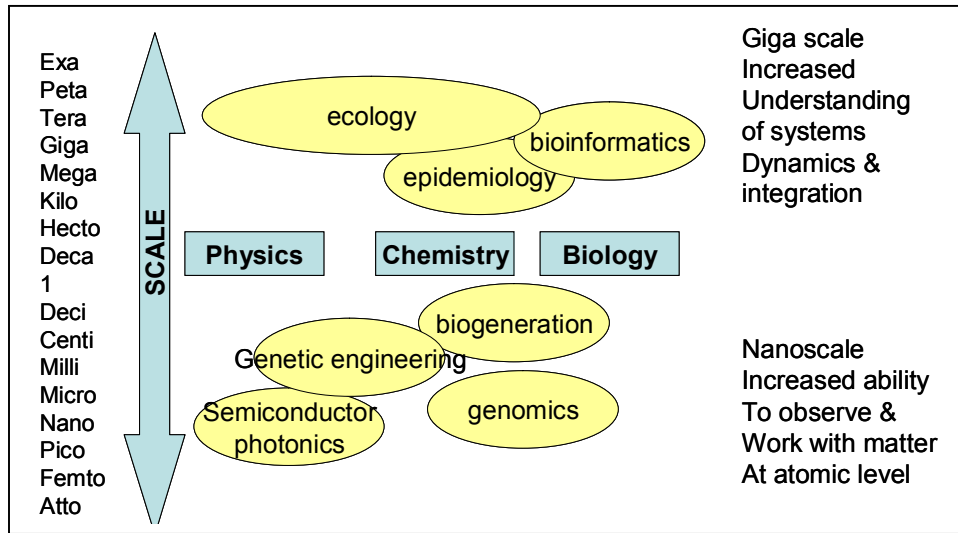 Exa
Peta
Tera
Giga
Mega
Kilo
Hecto
Deca
1
Deci
Centi
Milli
Micro
Nano
Pico
Femto
Atto
SCALE
ecology
bioinformatics
epidemiology
Physics
Chemistry
Biology
biogeneration
Genetic engineering
Semiconductor
photonics
genomics
Giga scale
Increased
Understanding
of systems
Dynamics &
integration
Nanoscale
Increased ability
To observe &
Work with matter
At atomic level